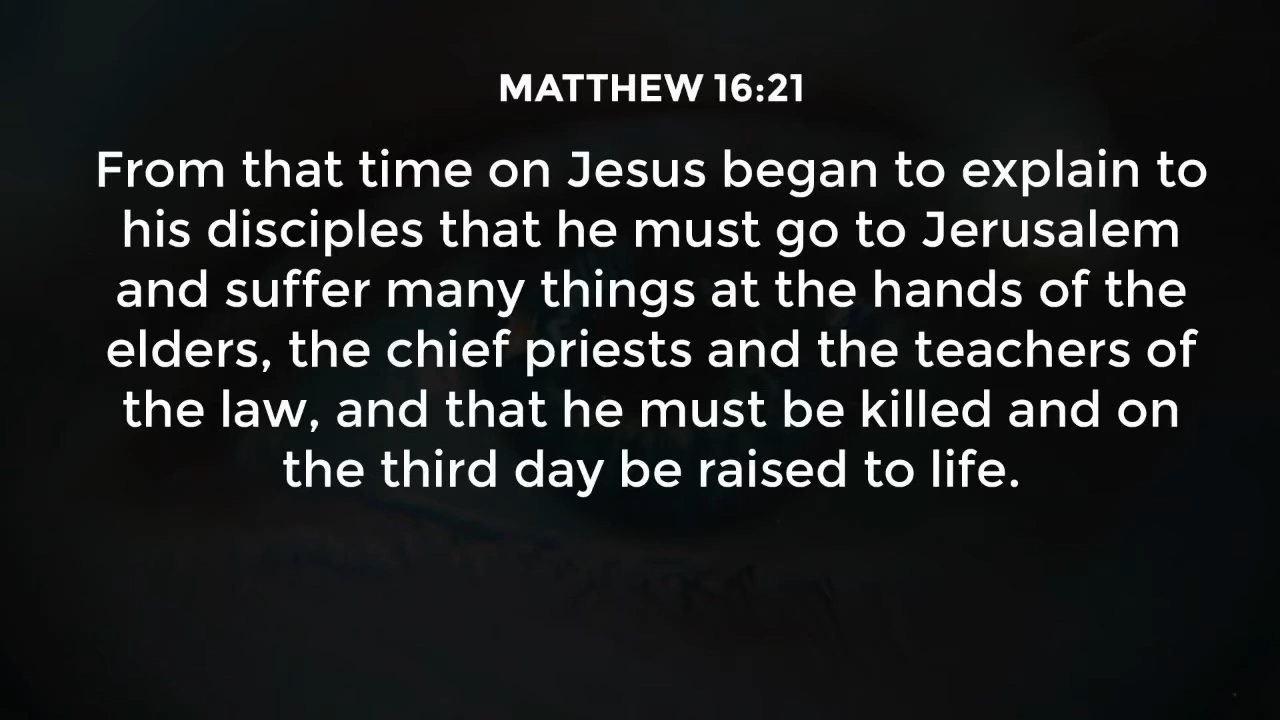 MATTHEW 16:21
From that time on Jesus began to explain to
his disciples that he must go to Jerusalem
and suffer many things at the hands of the
elders, the chief priests and the teachers of
the law, and that he must be killed and on
the third day be raised to life.